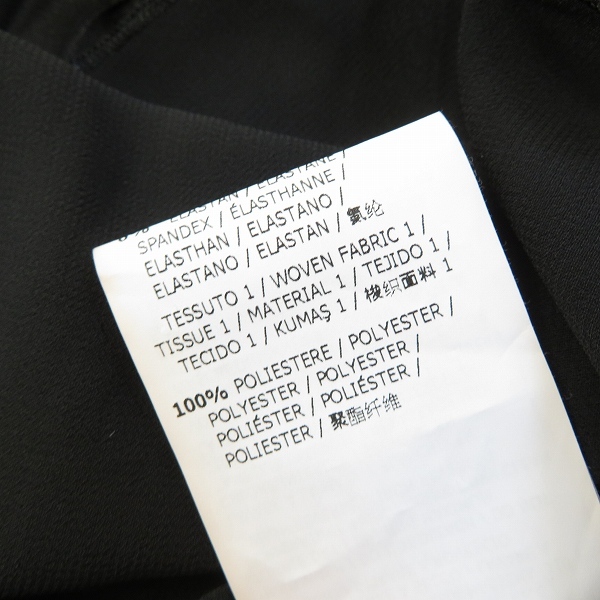 ELASTAN / ELASTANE /
SPANDEX / ÉLASTHANNE /
ELASTHAN / ELASTANO /
ELASTANO / ELASTAN / 氨纶
TESSUTO 1 / WOVEN FABRIC 1 /
TISSUE 1 / MATERIAL 1 / TEJIDO 1 /
TECIDO 1 / KUMAŞ 1 / 梭织面料 1
100% POLIESTERE / POLYESTER /
POLYESTER / POLYESTER /
POLIÉSTER / POLIÉSTER /
POLIESTER / 聚酯纤维